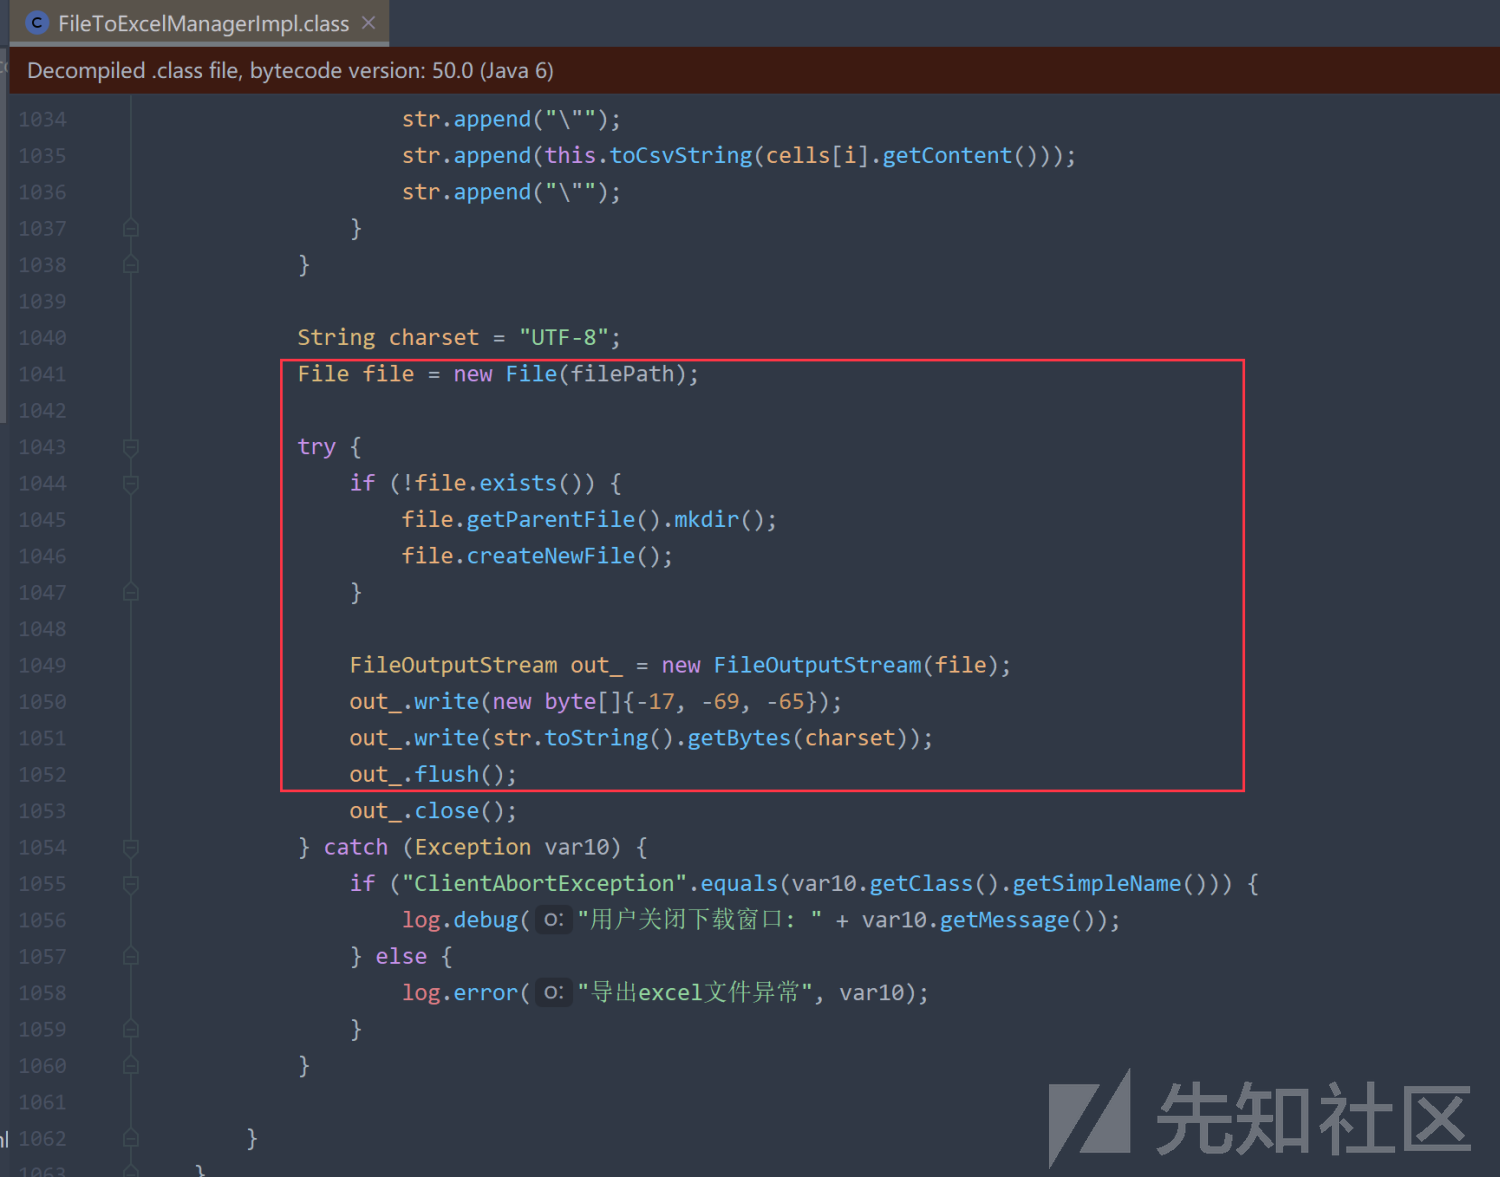 FileToExcelManagerImpl.class
Decompiled .class file, bytecode version: 50.0 (Java 6)
1034 str.append("\"");
1035 str.append(this.toCsvString(cells[i].getContent()));
1036 str.append("\"");
1037 }
1038 }
1039
1040 String charset = "UTF-8";
1041 File file = new File(filePath);
1042
1043 try {
1044 if (!file.exists()) {
1045 file.getParentFile().mkdir();
1046 file.createNewFile();
1047 }
1048
1049 FileOutputStream out_ = new FileOutputStream(file);
1050 out_.write(new byte[]{-17, -69, -65});
1051 out_.write(str.toString().getBytes(charset));
1052 out_.flush();
1053 out_.close();
1054 } catch (Exception var10) {
1055 if ("ClientAbortException".equals(var10.getClass().getSimpleName())) {
1056 log.debug( o: "用户关闭下载窗口: " + var10.getMessage());
1057 } else {
1058 log.error( o: "导出excel文件异常", var10);
1059 }
1060 }
1061
1062 }
1063 }
先知社区